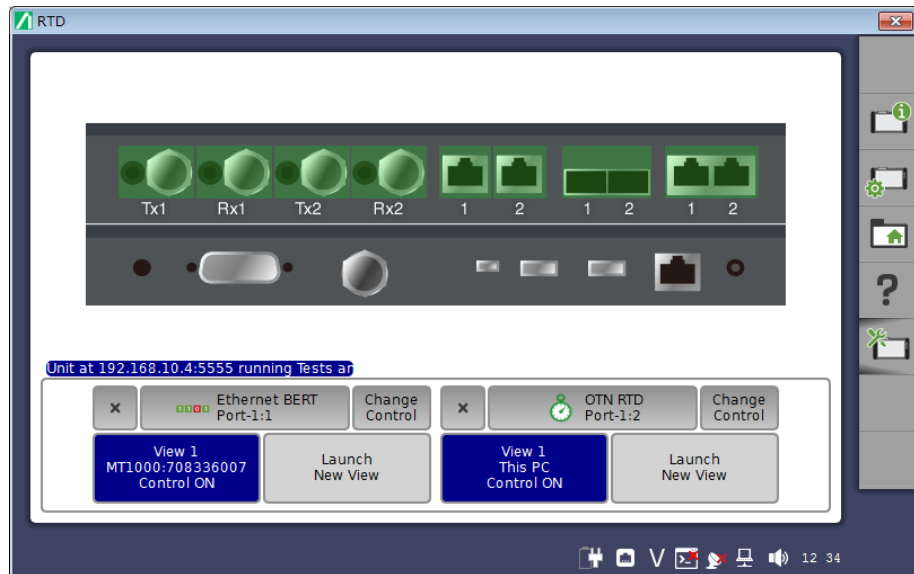 RTD
Tx1 Rx1 Tx2 Rx2 1 2 1 2 1 2
Unit at 192.168.10.4:5555 running Tests ar
Ethernet BERT
Port-1:1
Change
Control
OTN RTD
Port-1:2
Change
Control
View 1
MT1000:708336007
Control ON
Launch
New View
View 1
This PC
Control ON
Launch
New View
V 12 34